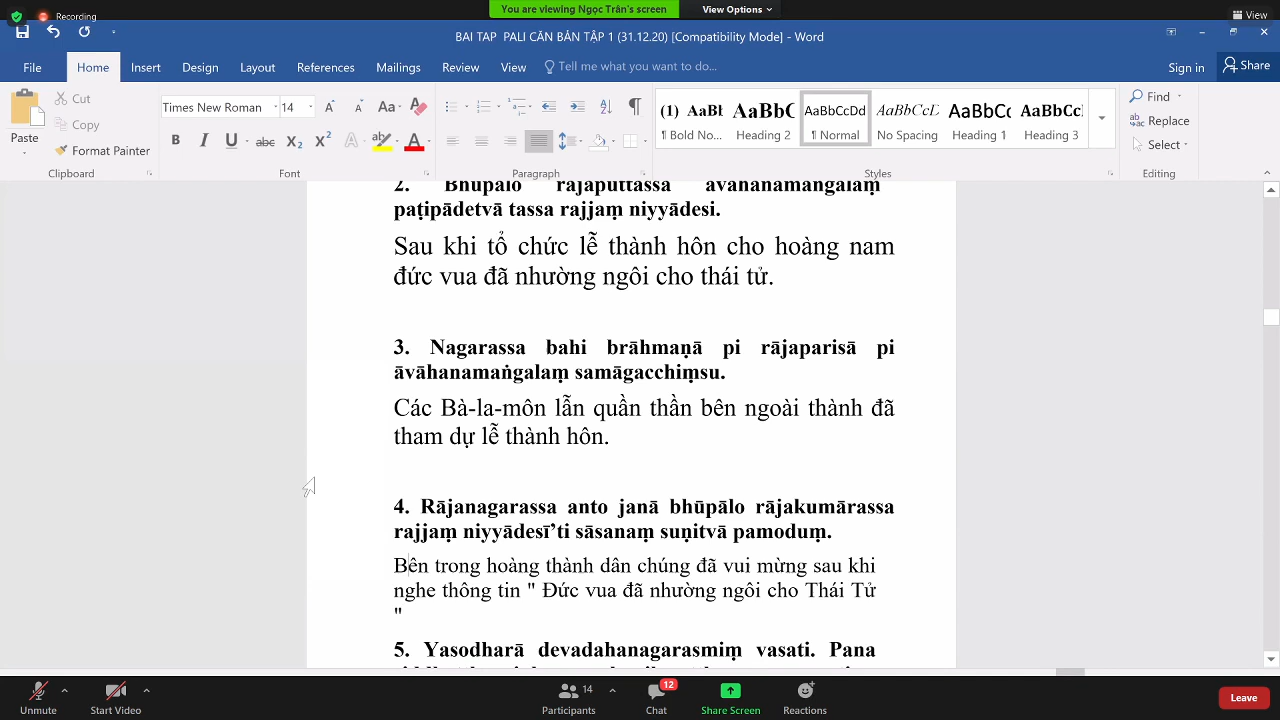 Recording
You are viewing Ngọc Trân's screen
View Options
View
BAI TAP PALI CĂN BẢN TẬP 1 (31.12.20) [Compatibility Mode] - Word
File
Home
Insert
Design
Layout
References
Mailings
Review
View
Tell me what you want to do...
Sign in
Share
Paste
Cut
Copy
Format Painter
Clipboard
Times New Roman
14
Font
Paragraph
(1) AaBl
¶ Bold No...
AaBbC
Heading 2
AaBbCcDd
¶ Normal
AaBbCcL
No Spacing
AaBbCc
Heading 1
AaBbCc
Heading 3
Styles
Find
Replace
Select
Editing
2. Bhūpālo rājaputtassa āvāhanamaṅgalaṃ
paṭipādetvā tassa rajjaṃ niyyādesi.
Sau khi tổ chức lễ thành hôn cho hoàng nam
đức vua đã nhường ngôi cho thái tử.
3. Nagarassa bahi brāhmaṇā pi rājaparisā pi
āvāhanamaṅgalaṃ samāgacchiṃsu.
Các Bà-la-môn lẫn quần thần bên ngoài thành đã
tham dự lễ thành hôn.
4. Rājanagarassa anto janā bhūpālo rājakumārassa
rajjaṃ niyyādesī’ti sāsanaṃ suṇitvā pamoduṃ.
Bên trong hoàng thành dân chúng đã vui mừng sau khi
nghe thông tin " Đức vua đã nhường ngôi cho Thái Tử
"
5. Yasodharā devadahanagarasmiṃ vasati. Pana
Unmute
Start Video
Participants
14
Chat
12
Share Screen
Reactions
Leave